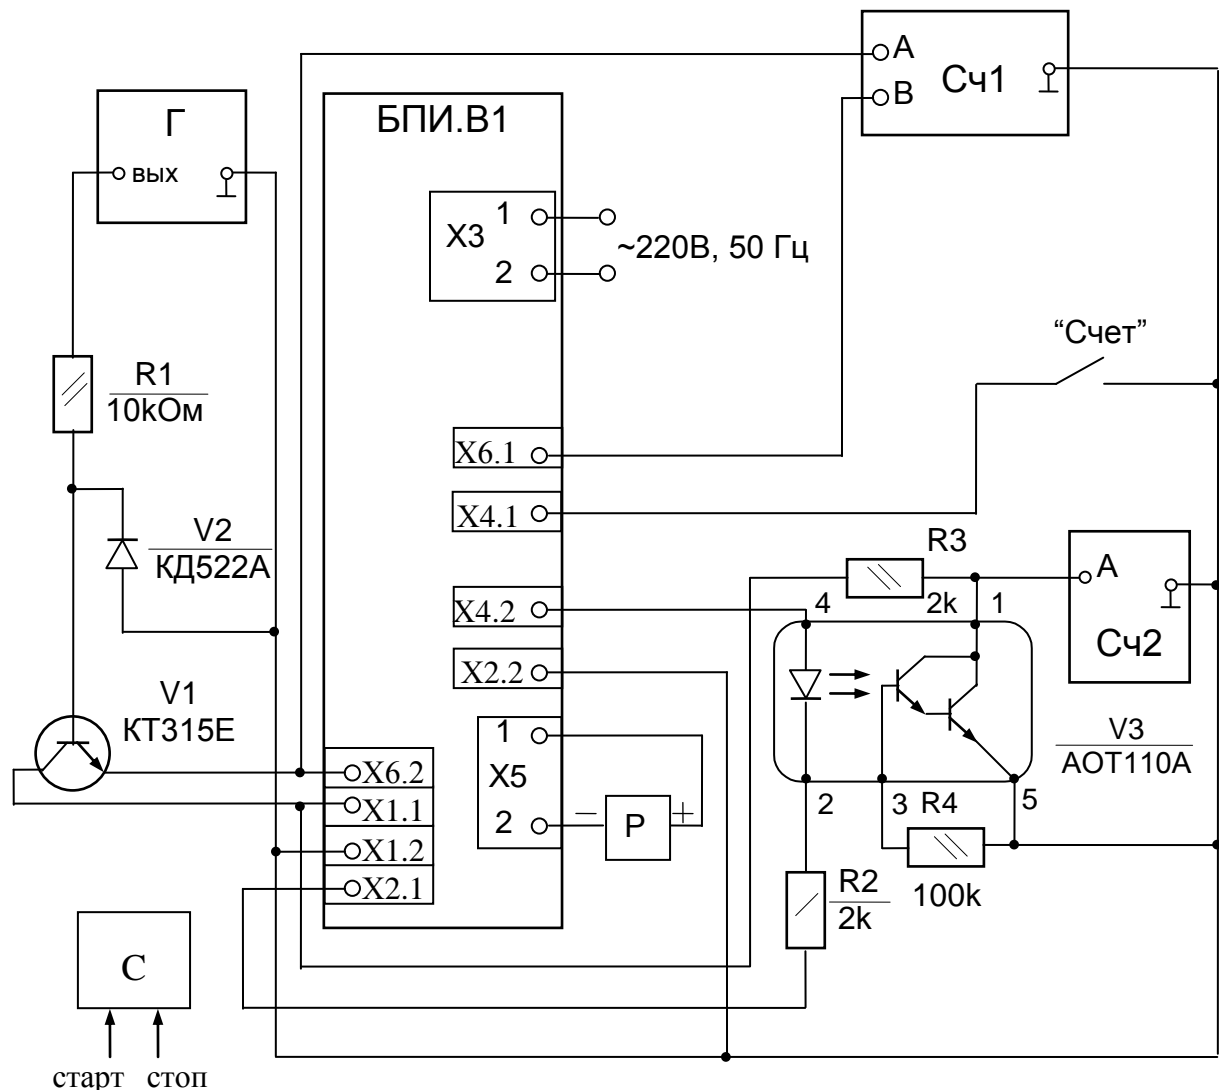 A
B
Сч1
Г
вых
БПИ.В1
X3
1
2
~220В, 50 Гц
“Счет”
R1
10kОм
X6.1
X4.1
V2
КД522А
X4.2
X2.2
R3
2k
4
1
A
Сч2
V1
КТ315Е
X6.2
X1.1
X1.2
X2.1
1
X5
2
−
P
+
2
3
R4
5
100k
V3
АОТ110А
R2
2k
С
старт стоп